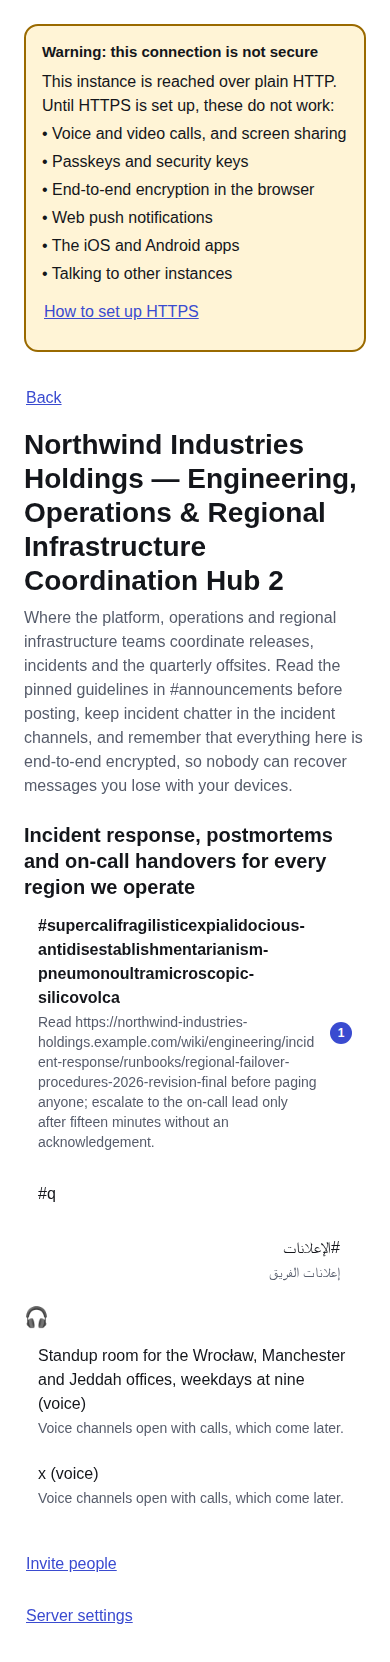 Warning: this connection is not secure
This instance is reached over plain HTTP.
Until HTTPS is set up, these do not work:
• Voice and video calls, and screen sharing
• Passkeys and security keys
• End-to-end encryption in the browser
• Web push notifications
• The iOS and Android apps
• Talking to other instances
How to set up HTTPS
Back
Northwind Industries
Holdings — Engineering,
Operations & Regional
Infrastructure
Coordination Hub 2
Where the platform, operations and regional
infrastructure teams coordinate releases,
incidents and the quarterly offsites. Read the
pinned guidelines in #announcements before
posting, keep incident chatter in the incident
channels, and remember that everything here is
end-to-end encrypted, so nobody can recover
messages you lose with your devices.
Incident response, postmortems
and on-call handovers for every
region we operate
#supercalifragilisticexpialidocious-
antidisestablishmentarianism-
pneumonoultramicroscopic-
silicovolca
Read https://northwind-industries-
holdings.example.com/wiki/engineering/incid
ent-response/runbooks/regional-failover-
procedures-2026-revision-final before paging
anyone; escalate to the on-call lead only
after fifteen minutes without an
acknowledgement.
1
#q
#الإعلانات
إعلانات الفريق
🎧
Standup room for the Wrocław, Manchester
and Jeddah offices, weekdays at nine
(voice)
Voice channels open with calls, which come later.
x (voice)
Voice channels open with calls, which come later.
Invite people
Server settings